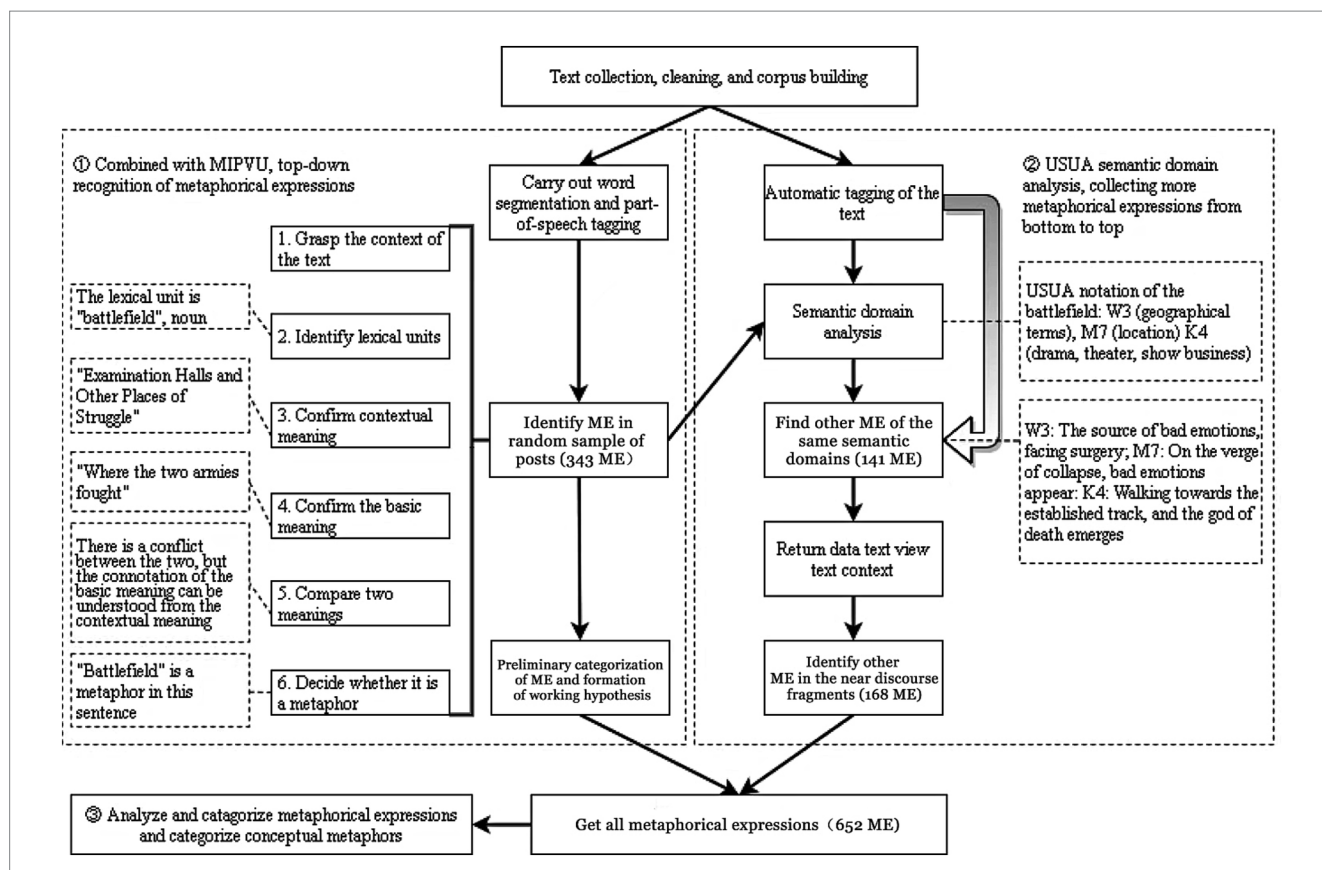 Text collection, cleaning, and corpus building
① Combined with MIPVU, top-down
recognition of metaphorical expressions
Carry out word
segmentation and part-
of-speech tagging
1. Grasp the context of
the text
The lexical unit is
"battlefield", noun
2. Identify lexical units
"Examination Halls and
Other Places of
Struggle"
3. Confirm contextual
meaning
Identify ME in
random sample of
posts (343 ME)
"Where the two armies
fought"
4. Confirm the basic
meaning
There is a conflict
between the two, but
the connotation of the
basic meaning can be
understood from the
contextual meaning
5. Compare two
meanings
"Battlefield" is a
metaphor in this
sentence
6. Decide whether it is
a metaphor
Preliminary categorization
of ME and formation
of working hypothesis
Automatic tagging of the
text
② USUA semantic domain
analysis, collecting more
metaphorical expressions from
bottom to top
Semantic domain
analysis
USUA notation of the
battlefield: W3 (geographical
terms), M7 (location) K4
(drama, theater, show business)
Find other ME of the
same semantic
domains (141 ME)
W3: The source of bad emotions,
facing surgery; M7: On the verge
of collapse, bad emotions
appear: K4: Walking towards the
established track, and the god of
death emerges
Return data text view
text context
Identify other
ME in the near discourse
fragments (168 ME)
Get all metaphorical expressions（652 ME）
③ Analyze and catagorize metaphorical expressions
and categorize conceptual metaphors